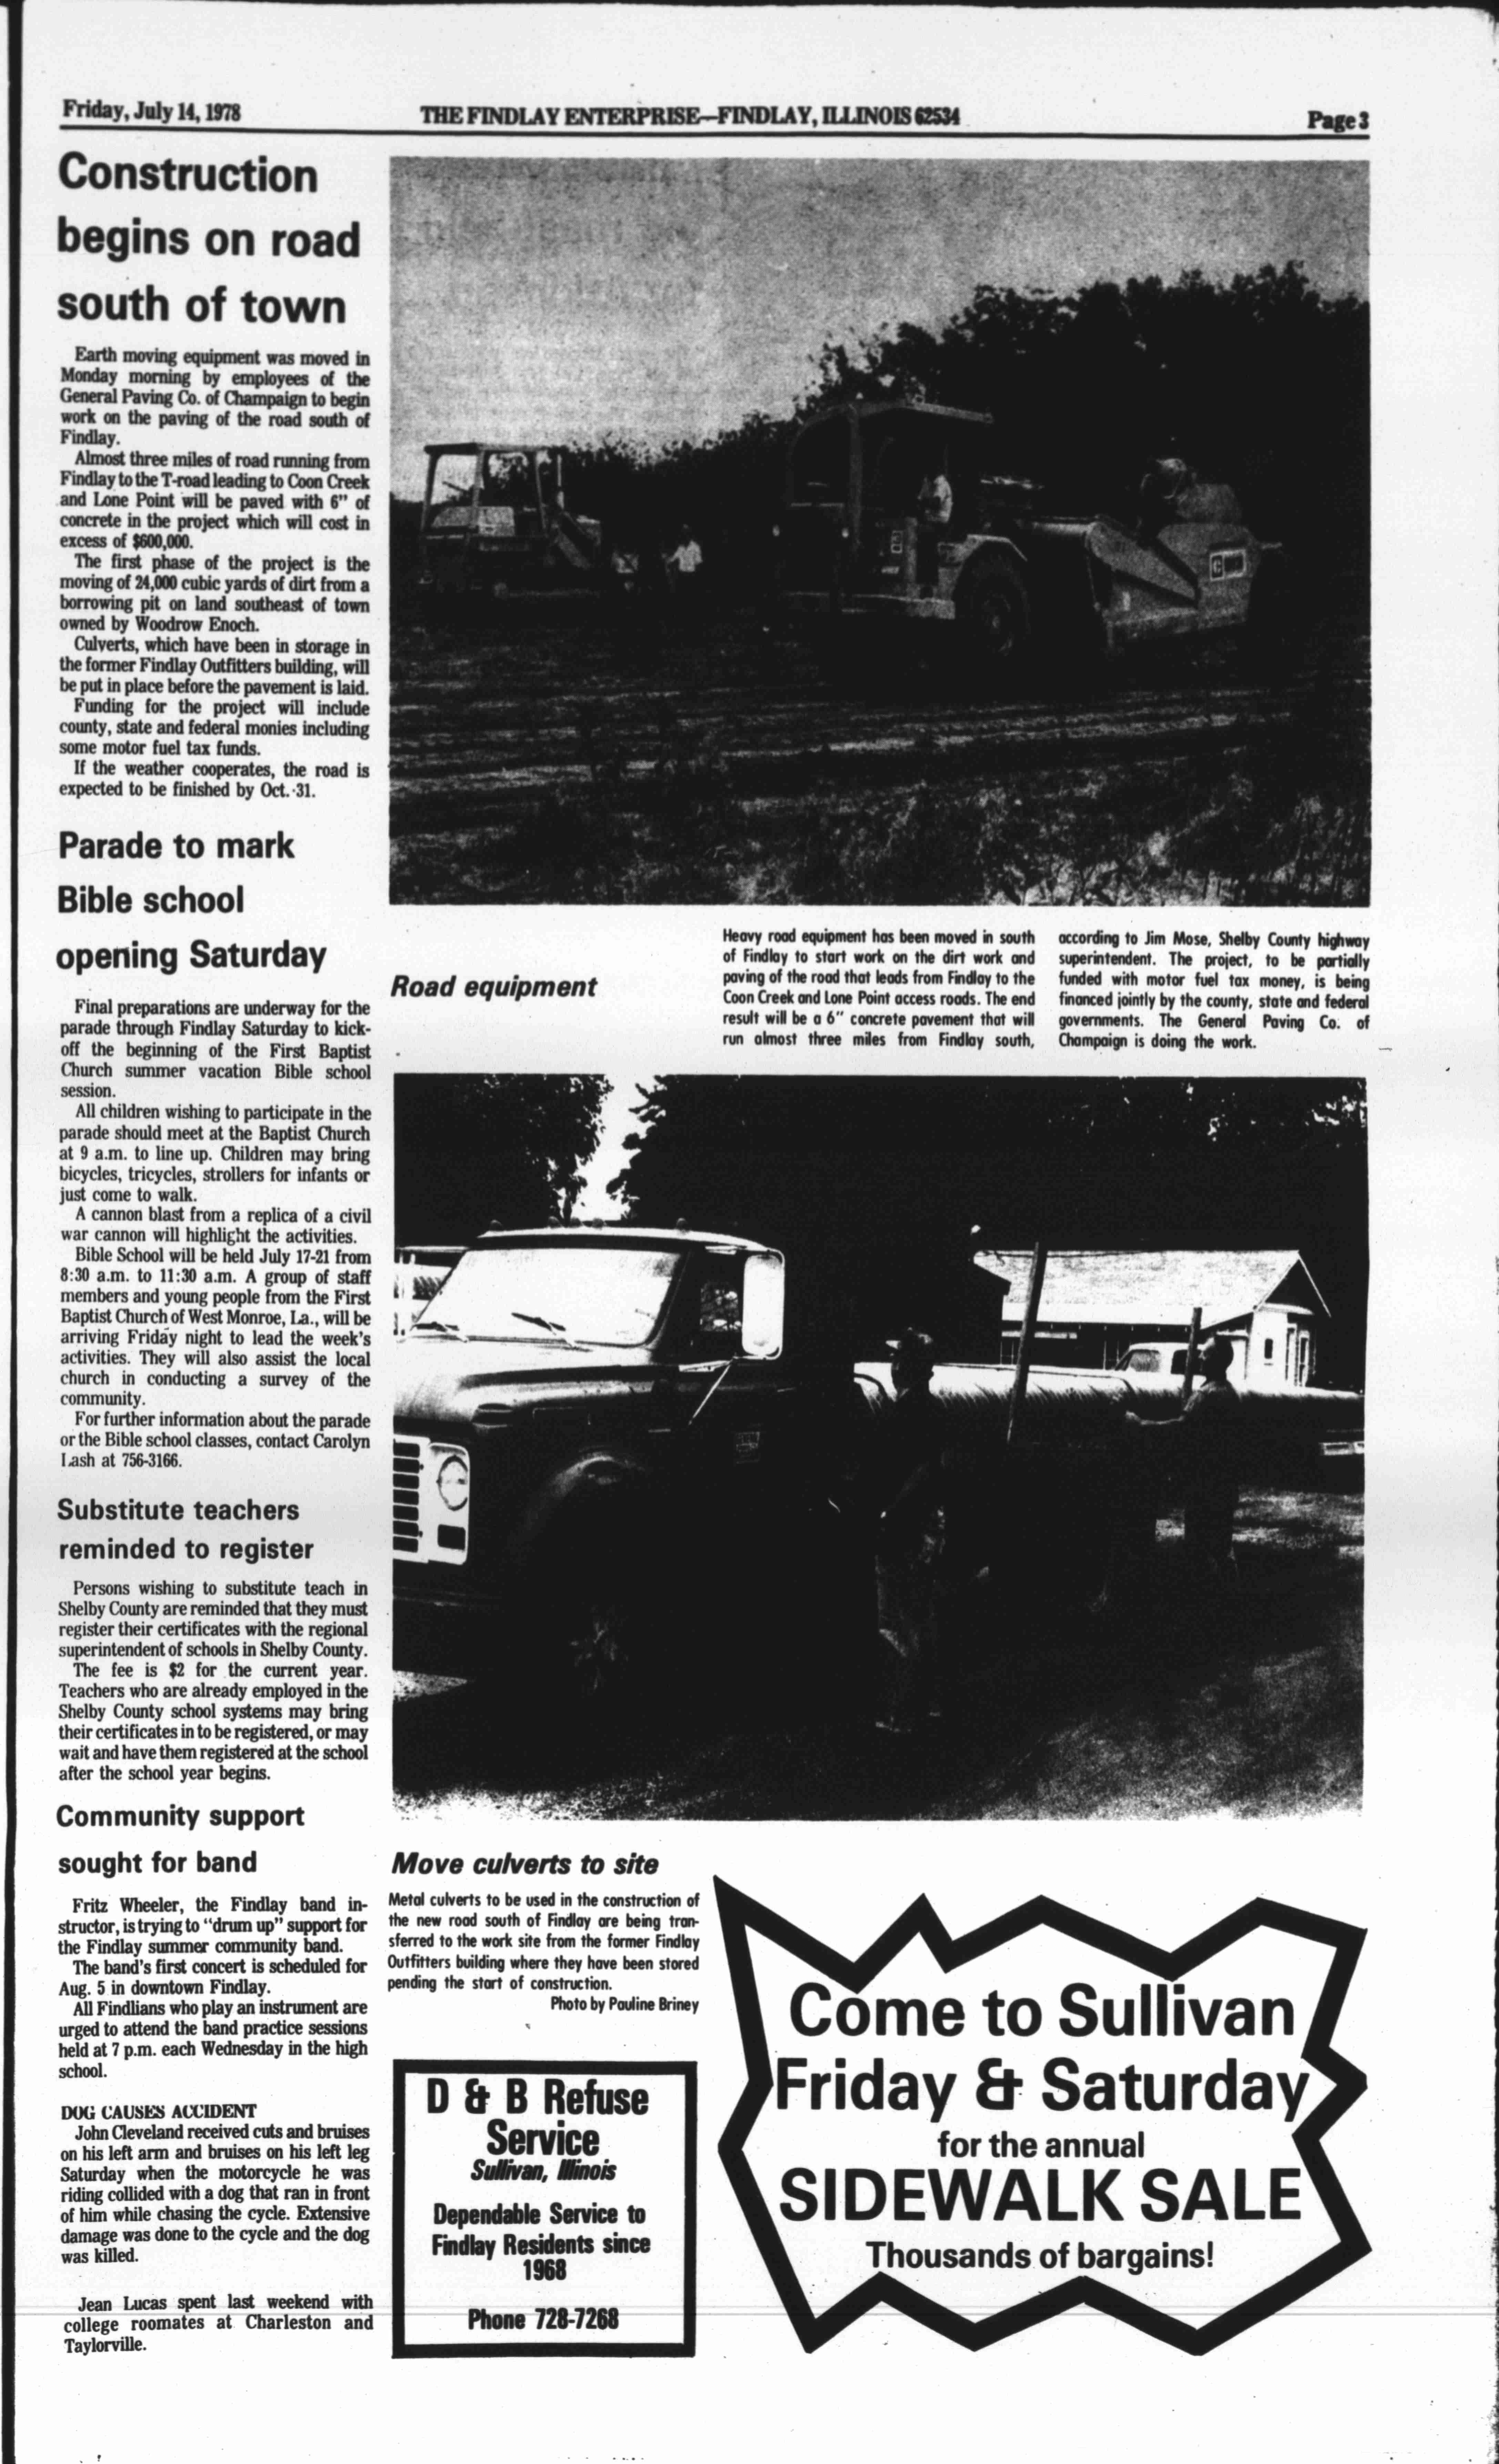 Friday, July 14, 1978
THE FINDLAY ENTERPRISE—FINDLAY, ILLINOIS 62534
Page 3
Construction
begins on road
south of town
Earth moving equipment was moved in
Monday morning by employees of the
General Paving Co. of Champaign to begin
work on the paving of the road south of
Findlay.
Almost three miles of road running from
Findlay to the T-road leading to Coon Creek
and Lone Point will be paved with 6" of
concrete in the project which will cost in
excess of $600,000.
The first phase of the project is the
moving of 24,000 cubic yards of dirt from a
borrowing pit on land southeast of town
owned by Woodrow Enoch.
Culverts, which have been in storage in
the former Findlay Outfitters building, will
be put in place before the pavement is laid.
Funding for the project will include
county, state and federal monies including
some motor fuel tax funds.
If the weather cooperates, the road is
expected to be finished by Oct. 31.
Parade to mark
Bible school
opening Saturday
Final preparations are underway for the
parade through Findlay Saturday to kick-
off the beginning of the First Baptist
Church summer vacation Bible school
session.
All children wishing to participate in the
parade should meet at the Baptist Church
at 9 a.m. to line up. Children may bring
bicycles, tricycles, strollers for infants or
just come to walk.
A cannon blast from a replica of a civil
war cannon will highlight the activities.
Bible School will be held July 17-21 from
8:30 a.m. to 11:30 a.m. A group of staff
members and young people from the First
Baptist Church of West Monroe, La., will be
arriving Friday night to lead the week's
activities. They will also assist the local
church in conducting a survey of the
community.
For further information about the parade
or the Bible school classes, contact Carolyn
Lash at 756-3166.
Substitute teachers
reminded to register
Persons wishing to substitute teach in
Shelby County are reminded that they must
register their certificates with the regional
superintendent of schools in Shelby County.
The fee is $2 for the current year.
Teachers who are already employed in the
Shelby County school systems may bring
their certificates in to be registered, or may
wait and have them registered at the school
after the school year begins.
Community support
sought for band
Fritz Wheeler, the Findlay band in-
structor, is trying to "drum up" support for
the Findlay summer community band.
The band's first concert is scheduled for
Aug. 5 in downtown Findlay.
All Findlians who play an instrument are
urged to attend the band practice sessions
held at 7 p.m. each Wednesday in the high
school.
DOG CAUSES ACCIDENT
John Cleveland received cuts and bruises
on his left arm and bruises on his left leg
Saturday when the motorcycle he was
riding collided with a dog that ran in front
of him while chasing the cycle. Extensive
damage was done to the cycle and the dog
was killed.
Jean Lucas spent last weekend with
college roomates at Charleston and
Taylorville.
Road equipment
Heavy road equipment has been moved in south
of Findlay to start work on the dirt work and
paving of the road that leads from Findlay to the
Coon Creek and Lone Point access roads. The end
result will be a 6" concrete pavement that will
run almost three miles from Findlay south,
according to Jim Mose, Shelby County highway
superintendent. The project, to be partially
funded with motor fuel tax money, is being
financed jointly by the county, state and federal
governments. The General Paving Co. of
Champaign is doing the work.
Move culverts to site
Metal culverts to be used in the construction of
the new road south of Findlay are being tran-
sferred to the work site from the former Findlay
Outfitters building where they have been stored
pending the start of construction.
Photo by Pauline Briney
D & B Refuse
Service
Sullivan, Illinois
Dependable Service to
Findlay Residents since
1968
Phone 728-7268
Come to Sullivan
Friday & Saturday
for the annual
SIDEWALK SALE
Thousands of bargains!